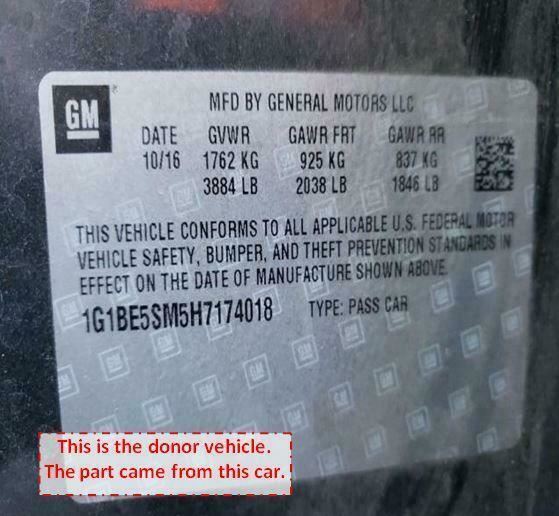 GM
MFD BY GENERAL MOTORS LLC
DATE GVWR GAWR FRT GAWR RR
10/16 1762 KG 925 KG 837 KG
3884 LB 2038 LB 1846 LB
THIS VEHICLE CONFORMS TO ALL APPLICABLE U.S. FEDERAL MOTOR
VEHICLE SAFETY, BUMPER, AND THEFT PREVENTION STANDARDS IN
EFFECT ON THE DATE OF MANUFACTURE SHOWN ABOVE.
1G1BE5SM5H7174018 TYPE: PASS CAR
This is the donor vehicle.
The part came from this car.